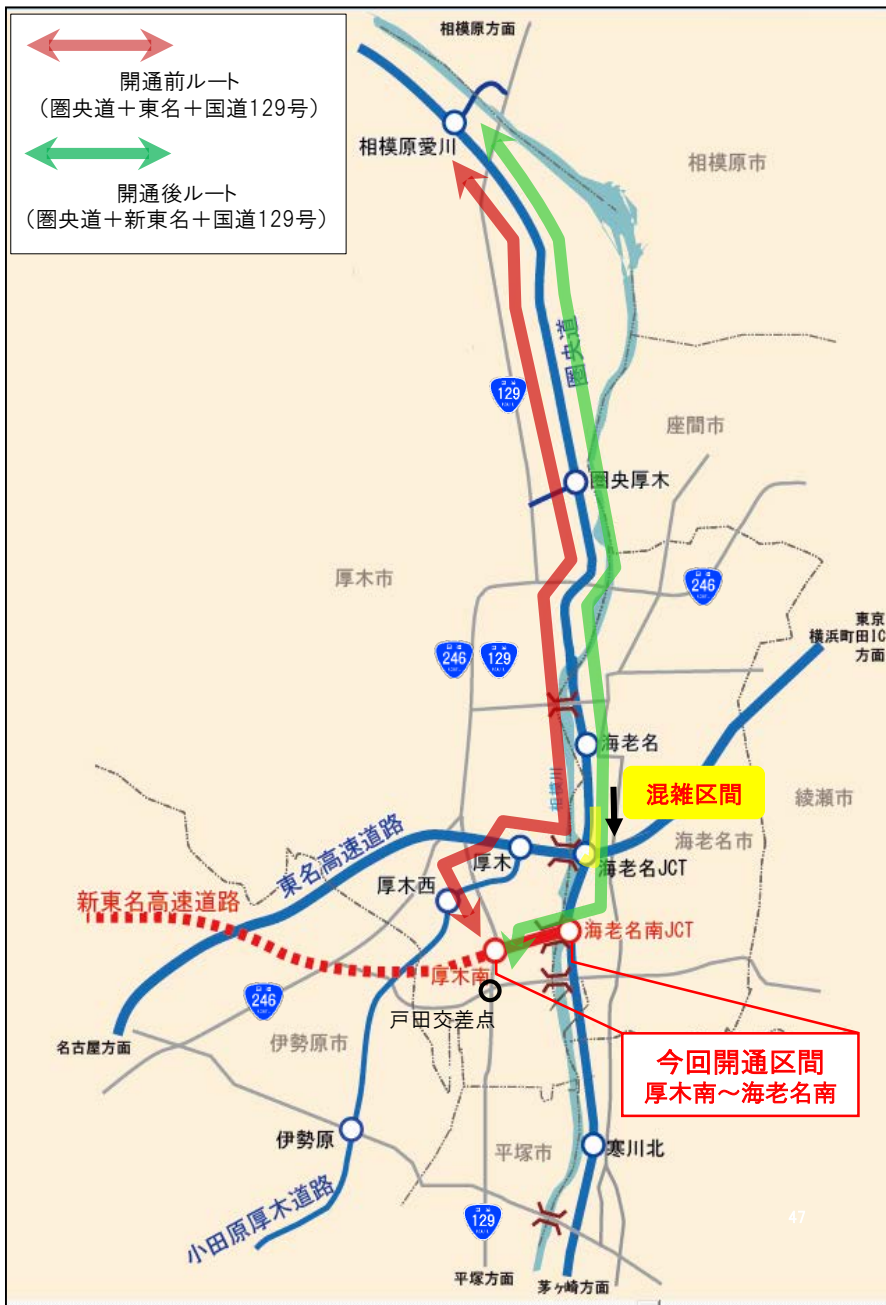 開通前ルート
（圏央道＋東名＋国道129号）
開通後ルート
（圏央道＋新東名＋国道129号）
相模原方面
相模原愛川
相模原市
圏央道
129
座間市
圏央厚木
厚木市
246
246
129
東京
横浜町田IC
方面
海老名
相模川
混雑区間
綾瀬市
東名高速道路
厚木
海老名JCT
海老名市
厚木西
新東名高速道路
海老名南JCT
厚木南
246
戸田交差点
名古屋方面
伊勢原市
今回開通区間
厚木南～海老名南
伊勢原
平塚市
寒川北
小田原厚木道路
129
47
平塚方面
茅ヶ崎方面